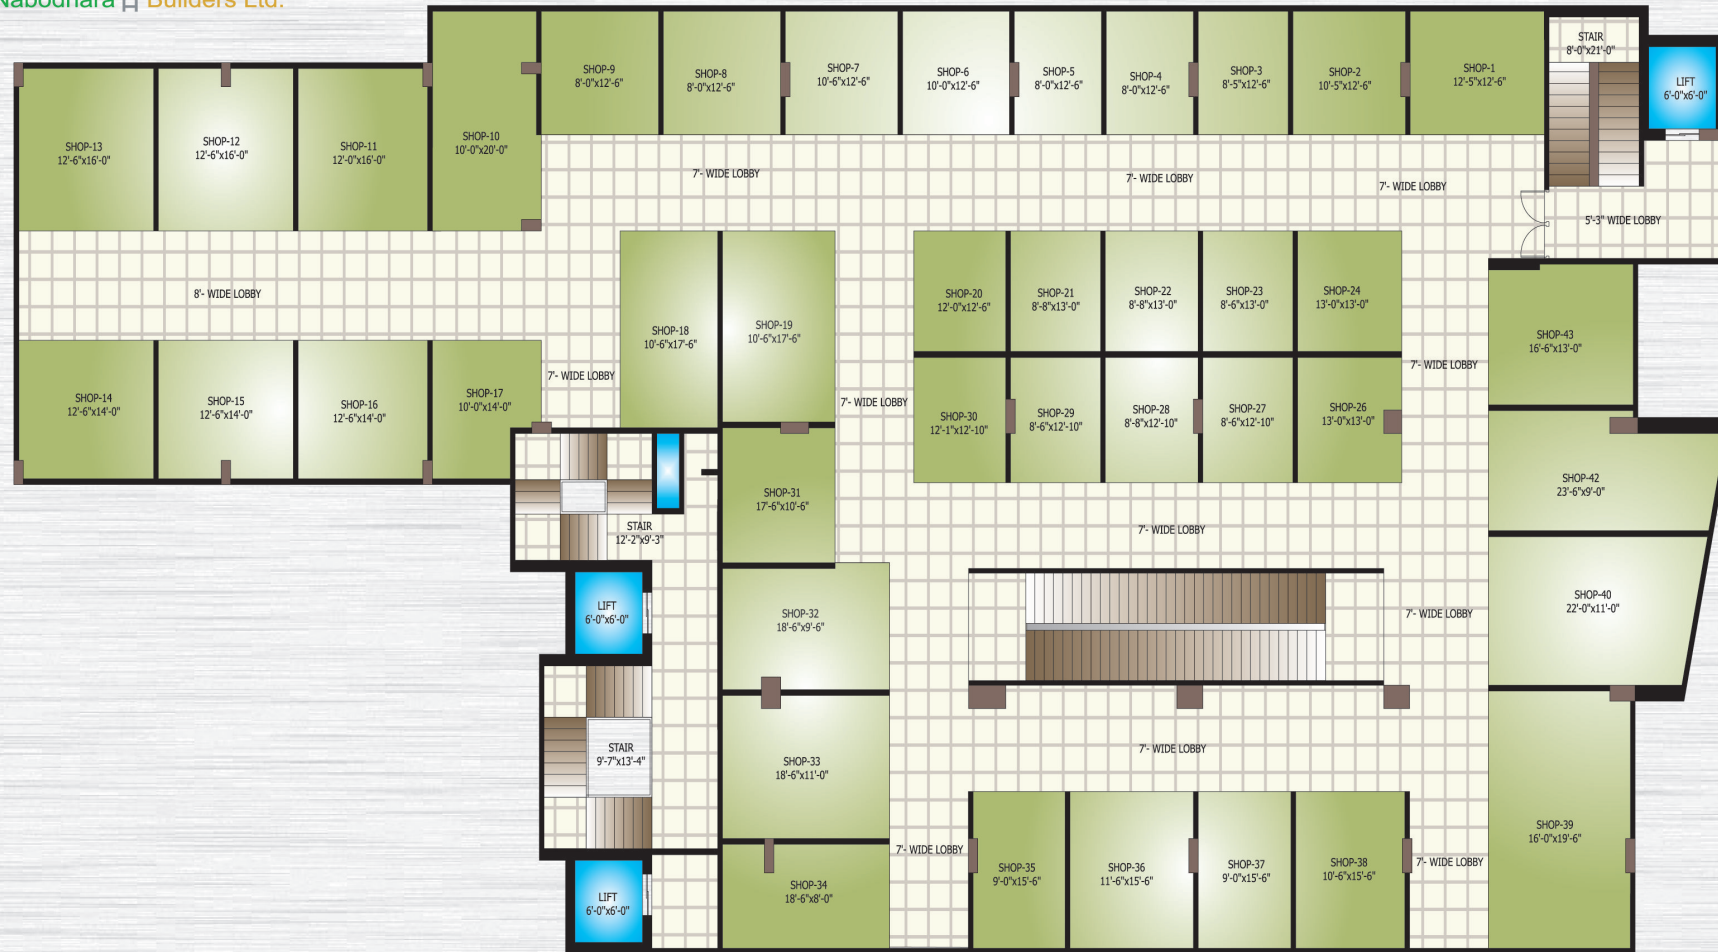 Nabodhara Builders Ltd.
SHOP-1
12'-5"x12'-6"
SHOP-2
10'-5"x12'-6"
SHOP-3
8'-5"x12'-6"
SHOP-4
8'-0"x12'-6"
SHOP-5
8'-0"x12'-6"
SHOP-6
10'-0"x12'-6"
SHOP-7
10'-6"x12'-6"
SHOP-8
8'-0"x12'-6"
SHOP-9
8'-0"x12'-6"
SHOP-10
10'-0"x20'-0"
SHOP-11
12'-0"x16'-0"
SHOP-12
12'-6"x16'-0"
SHOP-13
12'-6"x16'-0"
STAIR
8'-0"x21'-0"
LIFT
6'-0"x6'-0"
7'- WIDE LOBBY
7'- WIDE LOBBY
7'- WIDE LOBBY
5'-3" WIDE LOBBY
8'- WIDE LOBBY
SHOP-14
12'-6"x14'-0"
SHOP-15
12'-6"x14'-0"
SHOP-16
12'-6"x14'-0"
SHOP-17
10'-0"x14'-0"
7'- WIDE LOBBY
SHOP-18
10'-6"x17'-6"
SHOP-19
10'-6"x17'-6"
7'- WIDE LOBBY
SHOP-20
12'-0"x12'-6"
SHOP-21
8'-8"x13'-0"
SHOP-22
8'-8"x13'-0"
SHOP-23
8'-6"x13'-0"
SHOP-24
13'-0"x13'-0"
7'- WIDE LOBBY
SHOP-43
16'-6"x13'-0"
SHOP-30
12'-1"x12'-10"
SHOP-29
8'-6"x12'-10"
SHOP-28
8'-8"x12'-10"
SHOP-27
8'-6"x12'-10"
SHOP-26
13'-0"x13'-0"
SHOP-42
23'-6"x9'-0"
SHOP-31
17'-6"x10'-6"
STAIR
12'-2"x9'-3"
7'- WIDE LOBBY
LIFT
6'-0"x6'-0"
SHOP-32
18'-6"x9'-6"
7'- WIDE LOBBY
SHOP-40
22'-0"x11'-0"
STAIR
9'-7"x13'-4"
SHOP-33
18'-6"x11'-0"
7'- WIDE LOBBY
SHOP-39
16'-0"x19'-6"
LIFT
6'-0"x6'-0"
SHOP-34
18'-6"x8'-0"
7'- WIDE LOBBY
SHOP-35
9'-0"x15'-6"
SHOP-36
11'-6"x15'-6"
SHOP-37
9'-0"x15'-6"
SHOP-38
10'-6"x15'-6"
7'- WIDE LOBBY